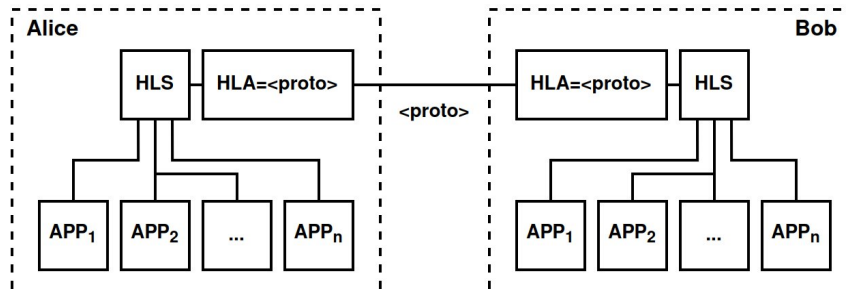 Alice
Bob
HLS
HLA=<proto>
HLA=<proto>
HLS
<proto>
APP₁
APP₂
...
APPₙ
APP₁
APP₂
...
APPₙ